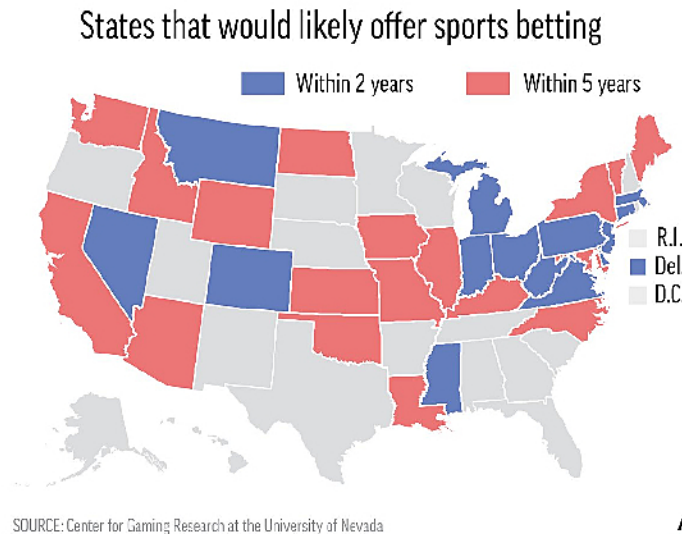 States that would likely offer sports betting
Within 2 years
Within 5 years
R.I.
Del.
D.C.
SOURCE: Center for Gaming Research at the University of Nevada